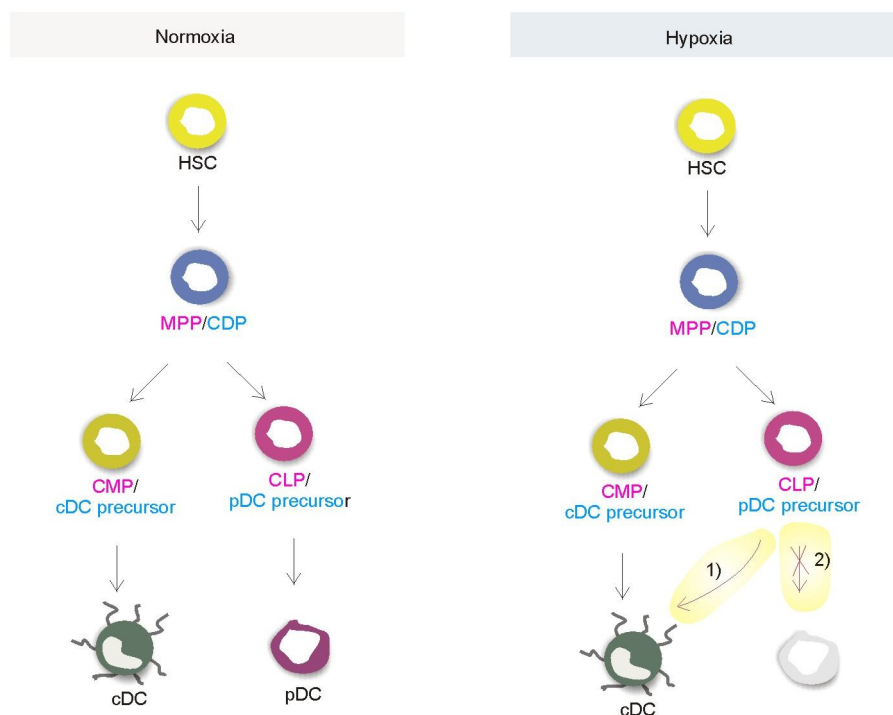 Normoxia
Hypoxia
HSC
HSC
MPP/CDP
MPP/CDP
CMP/
cDC precursor
CLP/
pDC precursor
CMP/
cDC precursor
CLP/
pDC precursor
1)
2)
cDC
pDC
cDC